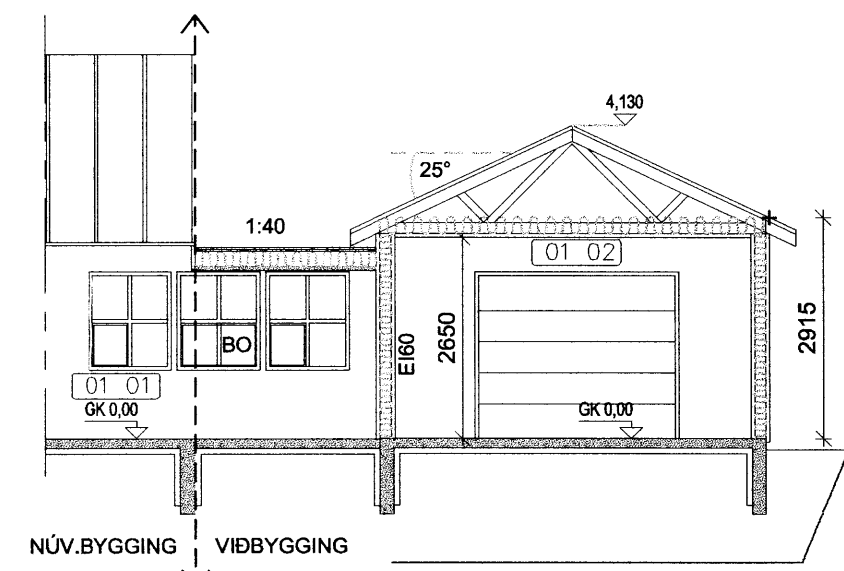 4,130
25°
1:40
01 02
BO
EI60
2650
2915
01 01
GK 0,00
GK 0,00
NÚV.BYGGING
VIÐBYGGING